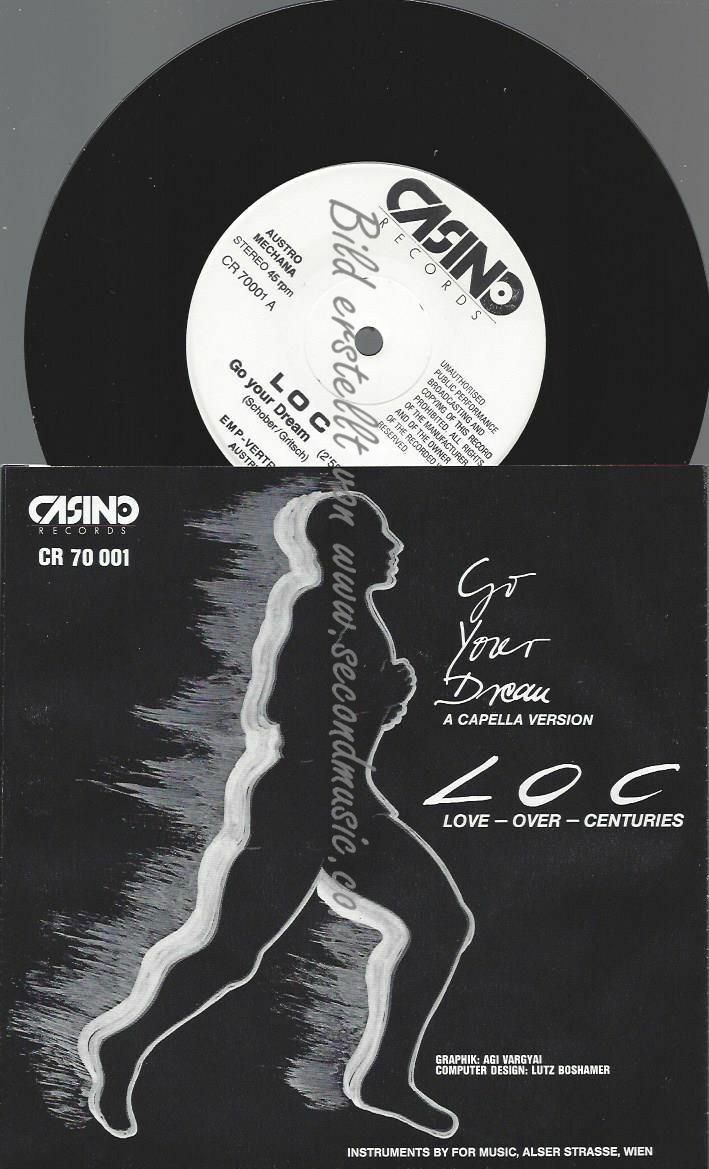 CASINO
RECORDS
AUSTRO
MECHANA
STEREO 45 rpm
CR 70001 A
UNAUTHORISED
PUBLIC PERFORMANCE
BROADCASTING AND
COPYING OF THIS RECORD
PROHIBITED. ALL RIGHTS
OF THE MANUFACTURER
AND OF THE OWNER
OF THE RECORDED
RESERVED.
LOC
Go your Dream
(Schober/Gritsch)
EMP-VERTR
AUSTR
Bild erstellt von www.secondmusic.co
CASINO
RECORDS
CR 70 001
Go
Your
Dream
A CAPELLA VERSION
LOC
LOVE – OVER – CENTURIES
GRAPHIK: AGI VARGYAI
COMPUTER DESIGN: LUTZ BOSHAMER
INSTRUMENTS BY FOR MUSIC, ALSER STRASSE, WIEN